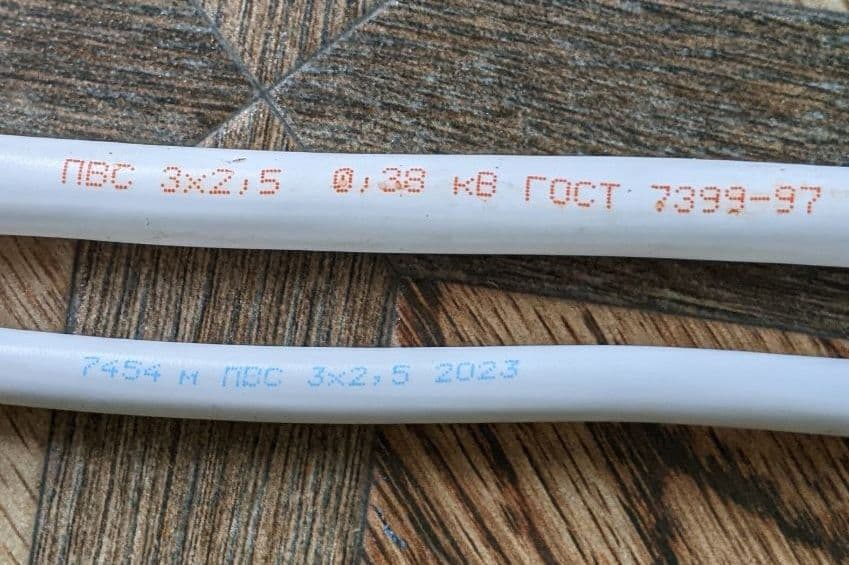 ПВС 3х2,5 0,38 кВ ГОСТ 7399-97
7454 м ПВС 3х2,5 2023